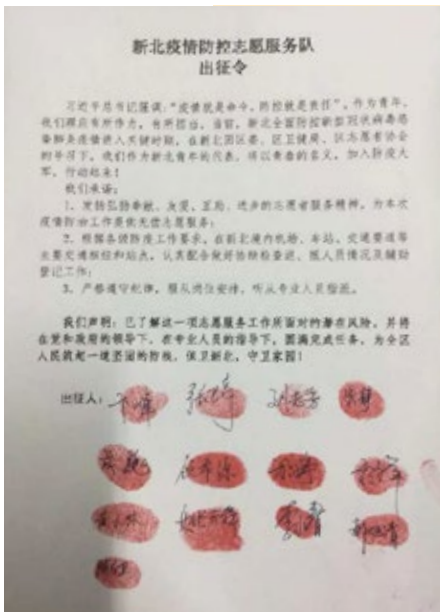 新北疫情防控志愿服务队
出征令
习近平总书记强调:“疫情就是命令，防控就是责任”。作为青年，
我们理应有所作为，有所担当。当前，新北全面防控新型冠状病毒感
染肺炎疫情进入关键时期，在新北团区委、区卫健局、区志愿者协会
的号召下，我们作为新北青年的代表，将以青春的名义，加入防疫大
军，行动起来！
我们承诺：
1、发扬弘扬奉献、友爱、互助、进步的志愿者服务精神，为本次
疫情防治工作提供无偿志愿服务；
2、根据各级防疫工作要求，在新北境内机场、车站、交通要道等
主要交通枢纽和站点，认真配合做好协助检查巡、摸人员情况及辅助
登记工作；
3、严格遵守纪律，服从岗位安排，听从专业人员指派。
我们声明：已了解这一项志愿服务工作所面对的潜在风险，并将
在党和政府的领导下，在专业人员的指导下，圆满完成任务，为全区
人民筑起一道坚固的防线，保卫新北，守卫家园！
出征人：